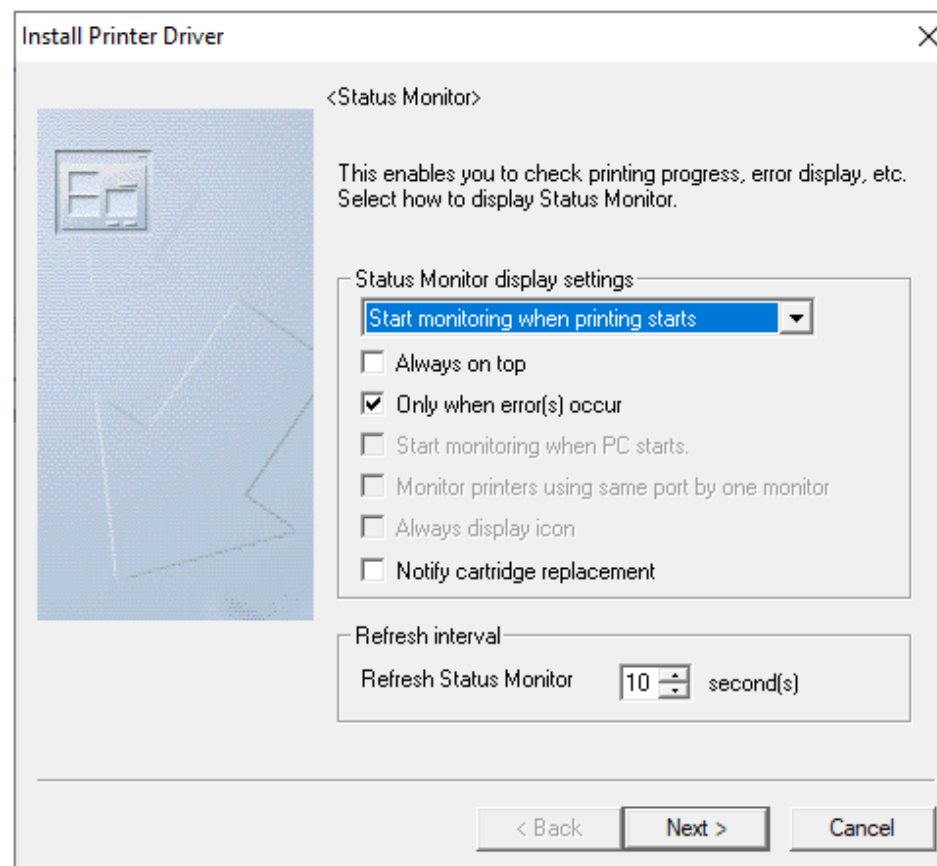 Install Printer Driver
<Status Monitor>
This enables you to check printing progress, error display, etc.
Select how to display Status Monitor.
Status Monitor display settings
Start monitoring when printing starts
Always on top
Only when error(s) occur
Start monitoring when PC starts.
Monitor printers using same port by one monitor
Always display icon
Notify cartridge replacement
Refresh interval
Refresh Status Monitor 10 second(s)
< Back Next > Cancel